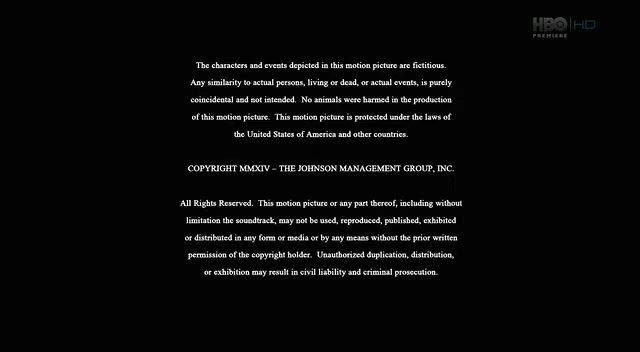 HBO HD
PREMIERE
The characters and events depicted in this motion picture are fictitious.
Any similarity to actual persons, living or dead, or actual events, is purely
coincidental and not intended. No animals were harmed in the production
of this motion picture. This motion picture is protected under the laws of
the United States of America and other countries.
COPYRIGHT MMXIV – THE JOHNSON MANAGEMENT GROUP, INC.
All Rights Reserved. This motion picture or any part thereof, including without
limitation the soundtrack, may not be used, reproduced, published, exhibited
or distributed in any form or media or by any means without the prior written
permission of the copyright holder. Unauthorized duplication, distribution,
or exhibition may result in civil liability and criminal prosecution.